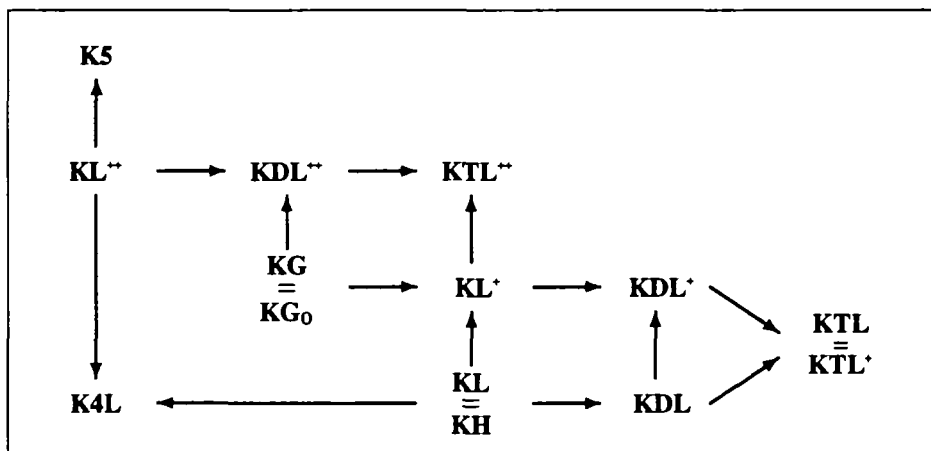 K5
KL⁺⁺ KDL⁺⁺ KTL⁺⁺
KG
=
KG₀
KL⁺ KDL⁺
KTL
=
KTL⁺
K4L
KL
=
KH
KDL